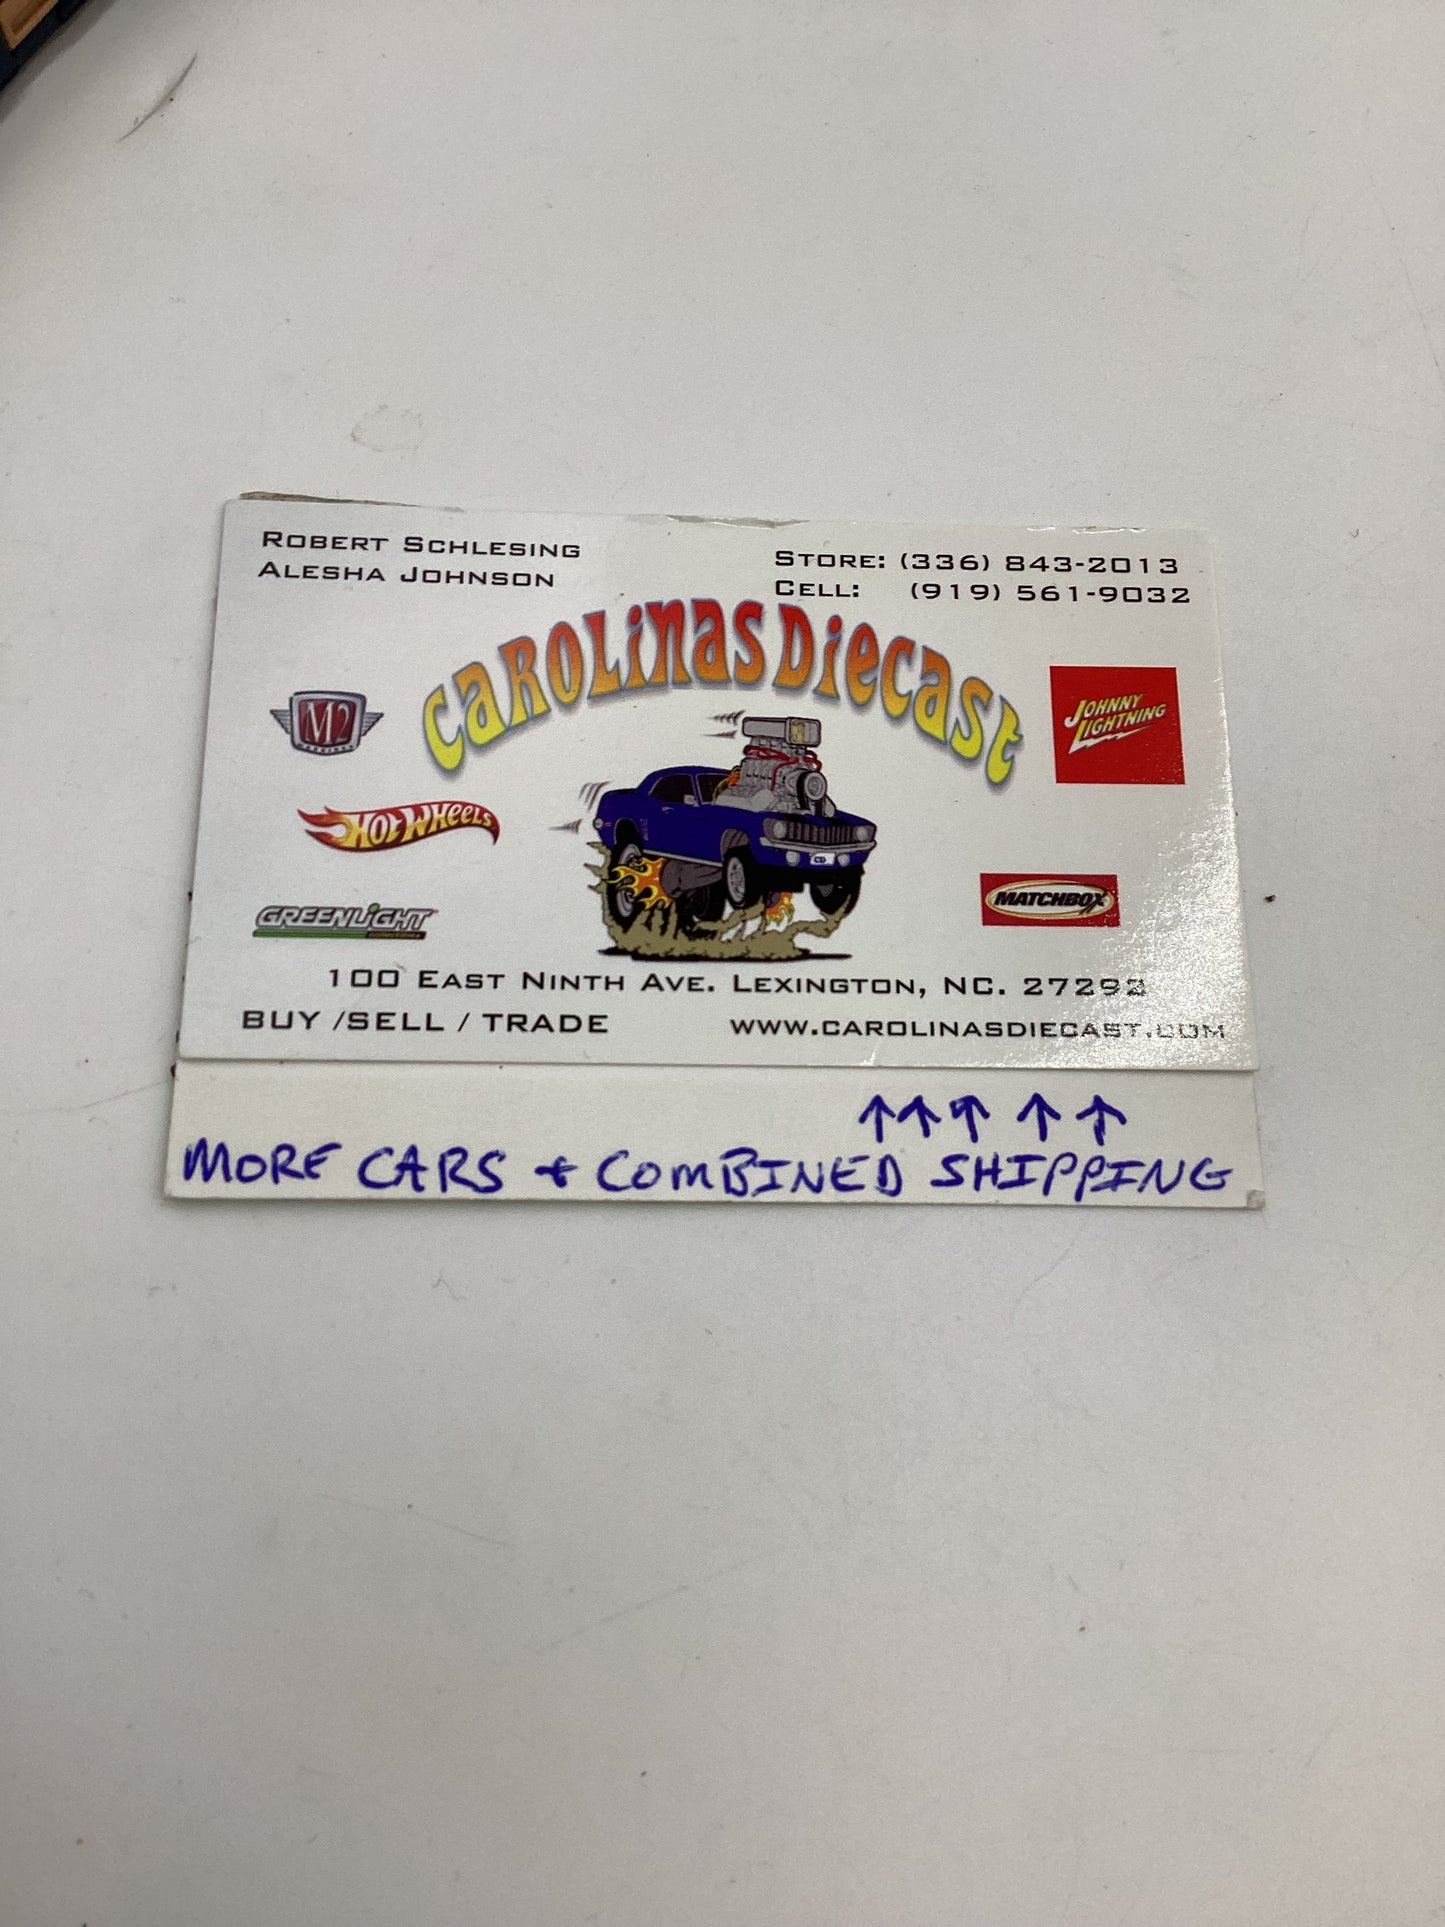 ROBERT SCHLESING
ALESHA JOHNSON
STORE: (336) 843-2013
CELL: (919) 561-9032
CAROLINAS DIECAST
M2
JOHNNY LIGHTNING
HOT WHEELS
MATCHBOX
GREENLIGHT
CD
100 EAST NINTH AVE. LEXINGTON, NC. 27292
BUY /SELL / TRADE
WWW.CAROLINASDIECAST.COM
↑↑↑ ↑ ↑
MORE CARS + COMBINED SHIPPING